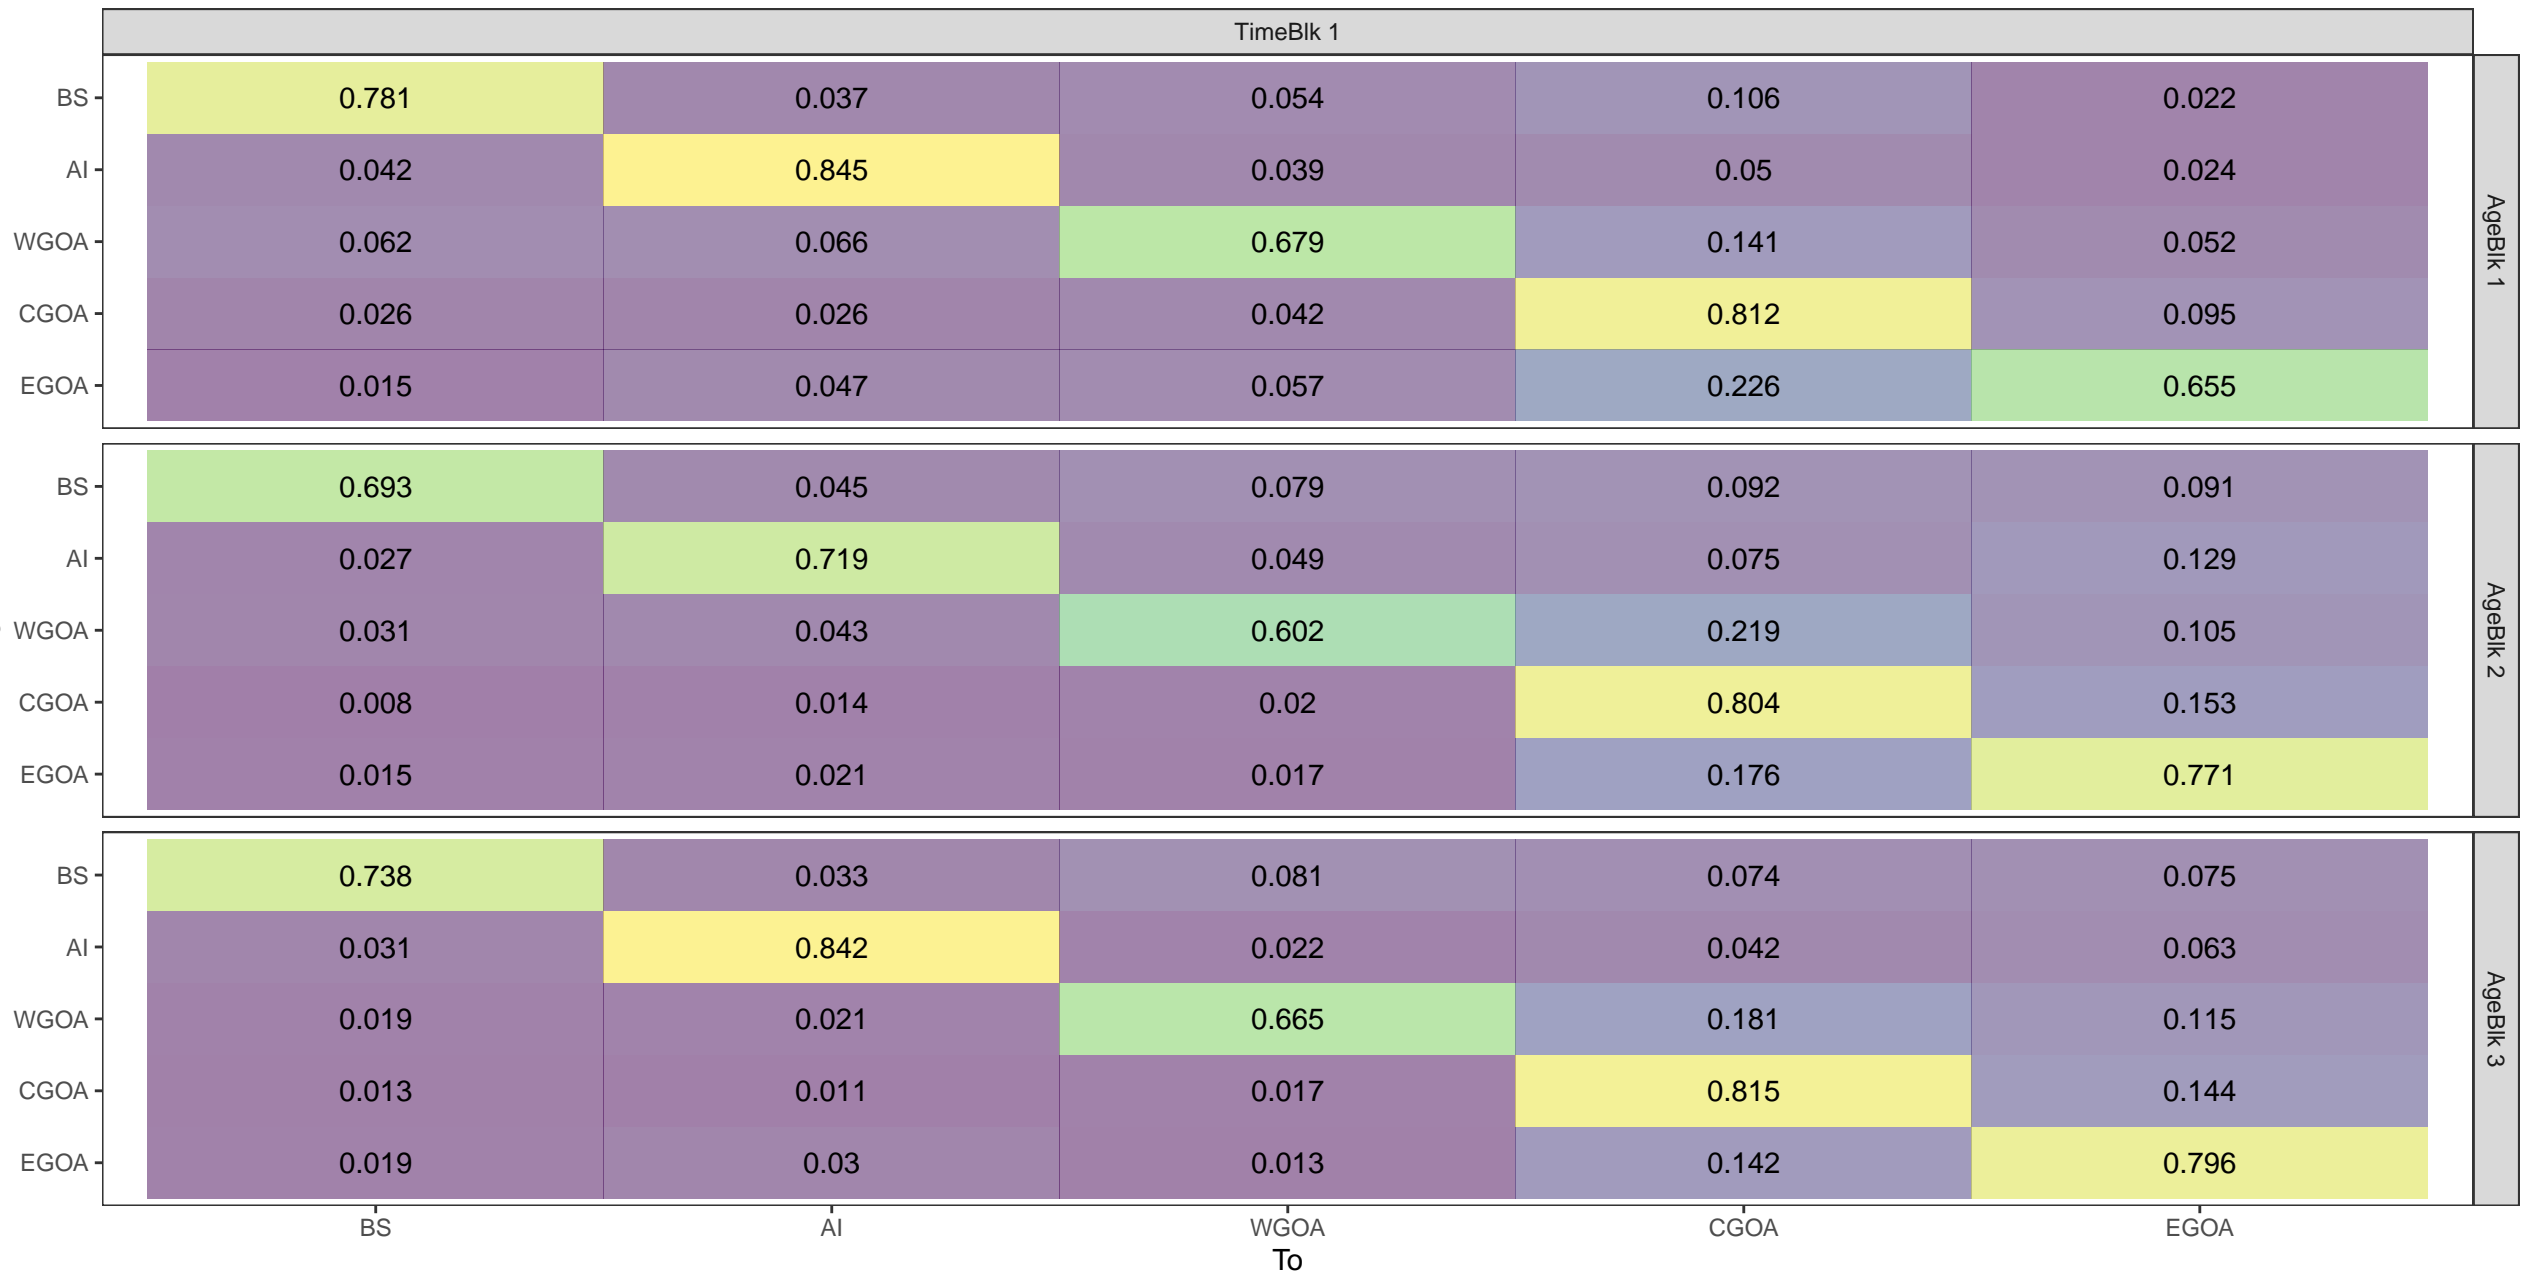 TimeBlk 1
BS 0.781 0.037 0.054 0.106 0.022
AI 0.042 0.845 0.039 0.05 0.024
WGOA 0.062 0.066 0.679 0.141 0.052
CGOA 0.026 0.026 0.042 0.812 0.095
EGOA 0.015 0.047 0.057 0.226 0.655
AgeBlk 1
BS 0.693 0.045 0.079 0.092 0.091
AI 0.027 0.719 0.049 0.075 0.129
WGOA 0.031 0.043 0.602 0.219 0.105
CGOA 0.008 0.014 0.02 0.804 0.153
EGOA 0.015 0.021 0.017 0.176 0.771
AgeBlk 2
BS 0.738 0.033 0.081 0.074 0.075
AI 0.031 0.842 0.022 0.042 0.063
WGOA 0.019 0.021 0.665 0.181 0.115
CGOA 0.013 0.011 0.017 0.815 0.144
EGOA 0.019 0.03 0.013 0.142 0.796
AgeBlk 3
BS AI WGOA CGOA EGOA
To